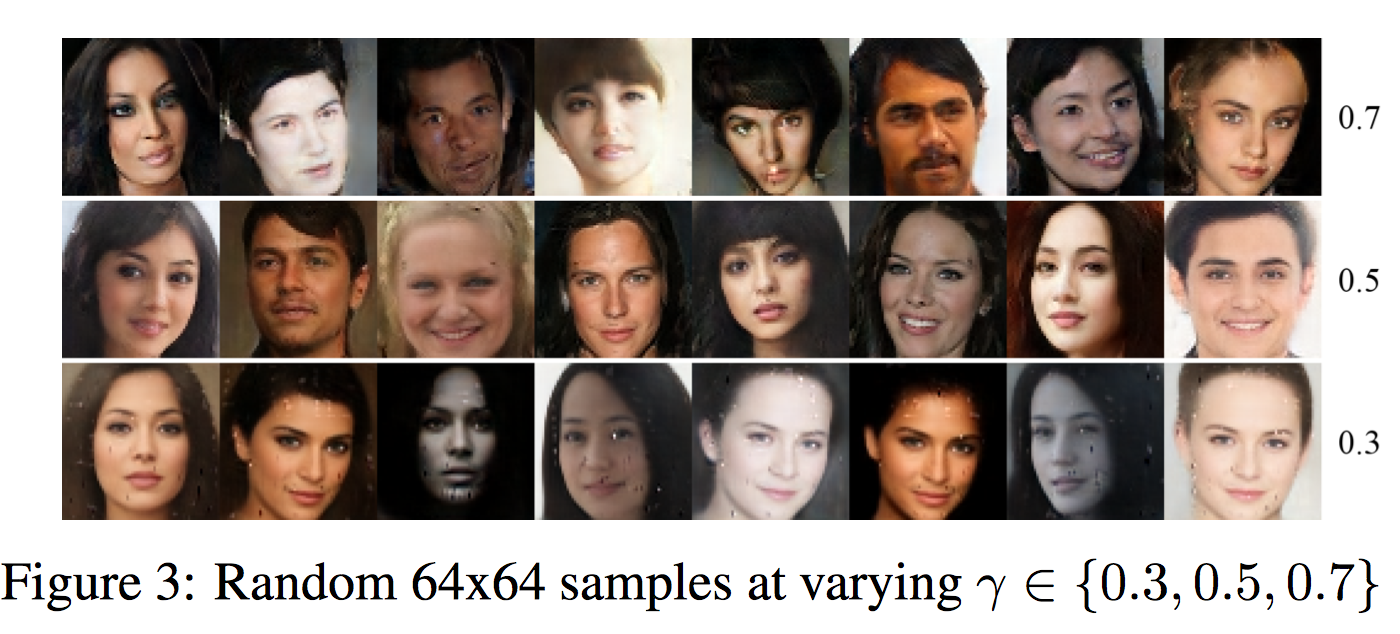 0.7
0.5
0.3
Figure 3: Random 64x64 samples at varying γ ∈ {0.3, 0.5, 0.7}